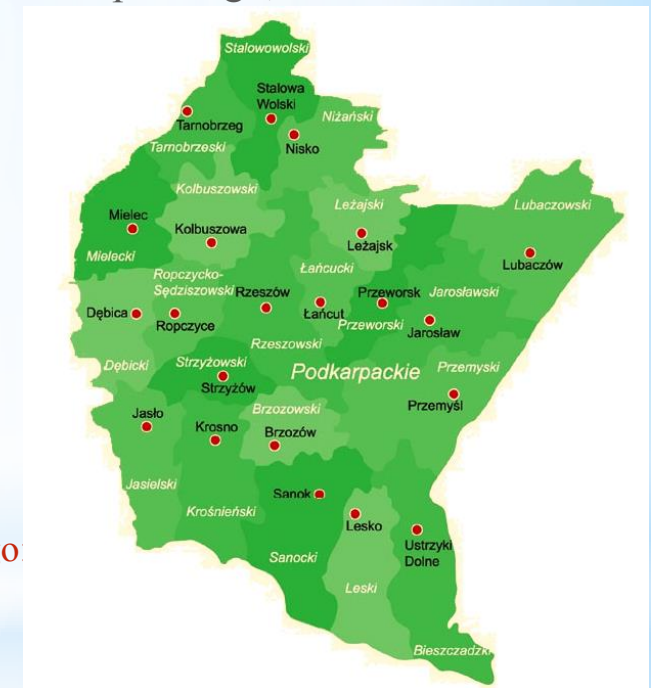 Stalowowolski
Stalowa
Wolski
Niżański
Tarnobrzeg
Nisko
Tarnobrzeski
Kolbuszowski
Leżajski
Lubaczowski
Mielec
Kolbuszowa
Leżajsk
Mielecki
Lubaczów
Łańcucki
Ropczycko-
Sędziszowski
Rzeszów
Przeworsk
Jarosławski
Dębica
Ropczyce
Łańcut
Przeworski
Jarosław
Rzeszowski
Dębicki
Strzyżowski
Podkarpackie
Przemyski
Strzyżów
Przemyśl
Jasło
Krosno
Brzozowski
Brzozów
Jasielski
Sanok
Krośnieński
Lesko
Ustrzyki
Dolne
Sanocki
Leski
Bieszczadzki